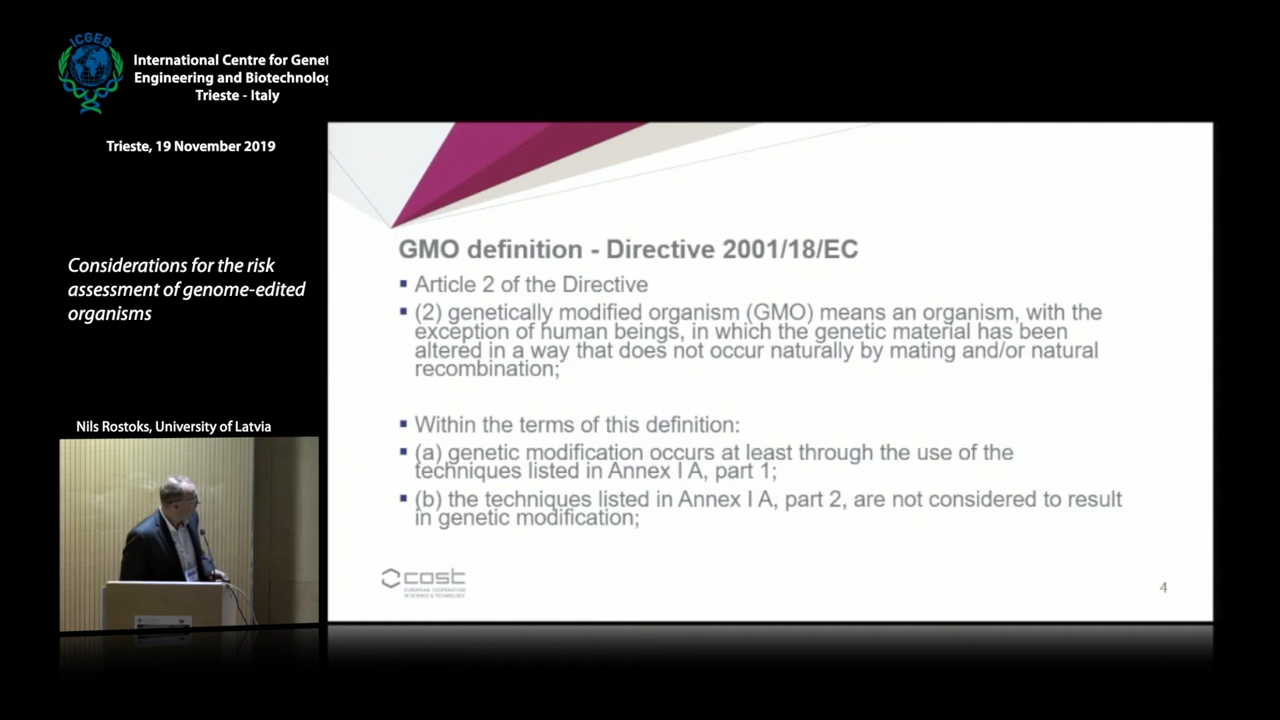 ICGEB
International Centre for Genet
Engineering and Biotechnolog
Trieste - Italy
Trieste, 19 November 2019
Considerations for the risk
assessment of genome-edited
organisms
Nils Rostoks, University of Latvia
GMO definition - Directive 2001/18/EC
▪ Article 2 of the Directive
▪ (2) genetically modified organism (GMO) means an organism, with the
exception of human beings, in which the genetic material has been
altered in a way that does not occur naturally by mating and/or natural
recombination;
▪ Within the terms of this definition:
▪ (a) genetic modification occurs at least through the use of the
techniques listed in Annex I A, part 1;
▪ (b) the techniques listed in Annex I A, part 2, are not considered to result
in genetic modification;
cost
EUROPEAN COOPERATION
IN SCIENCE & TECHNOLOGY
4